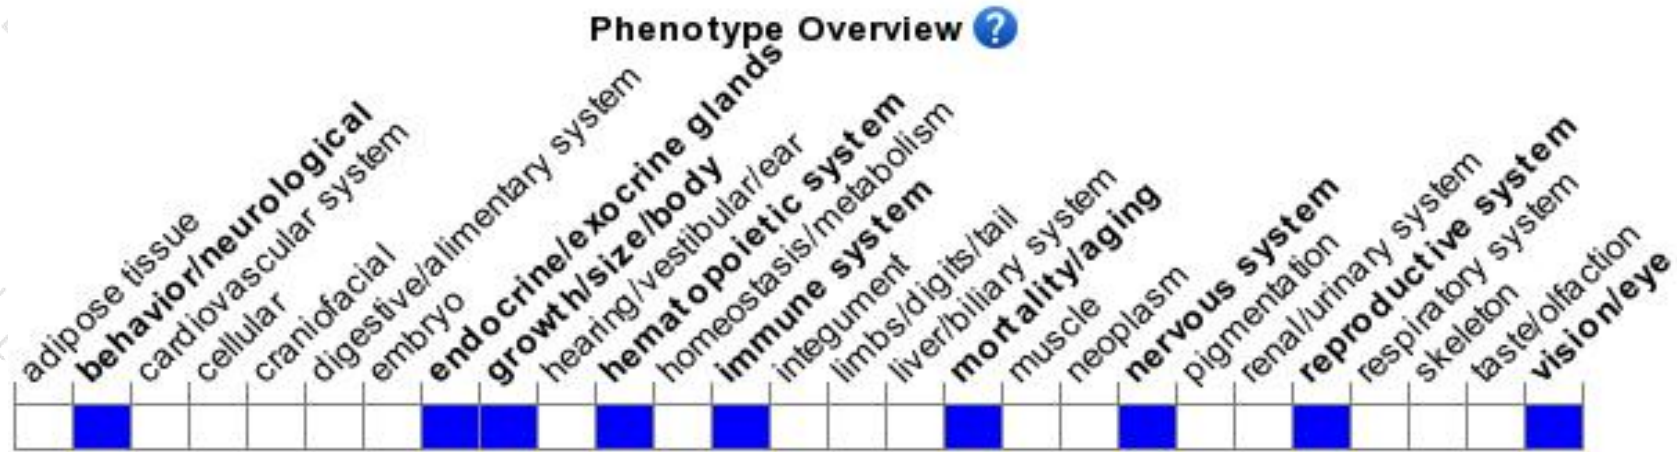 Phenotype Overview ?
adipose tissue
behavior/neurological
cardiovascular system
cellular
craniofacial
digestive/alimentary system
embryo
endocrine/exocrine glands
growth/size/body
hearing/vestibular/ear
hematopoietic system
homeostasis/metabolism
immune system
integument
limbs/digits/tail
liver/biliary system
mortality/aging
muscle
neoplasm
nervous system
pigmentation
renal/urinary system
reproductive system
respiratory system
skeleton
taste/olfaction
vision/eye